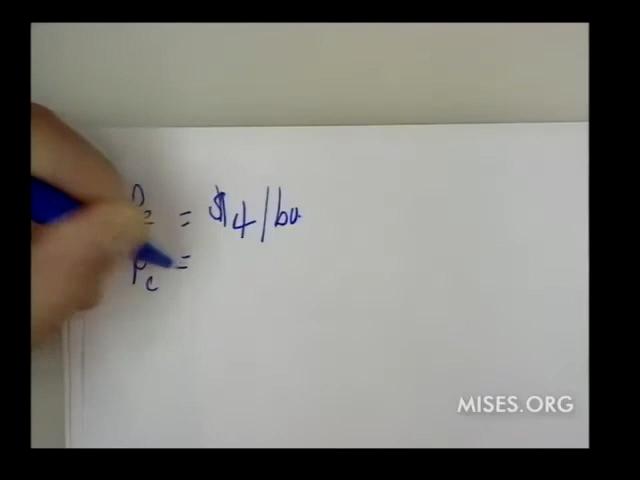 = $4/bu
Pc =
MISES.ORG